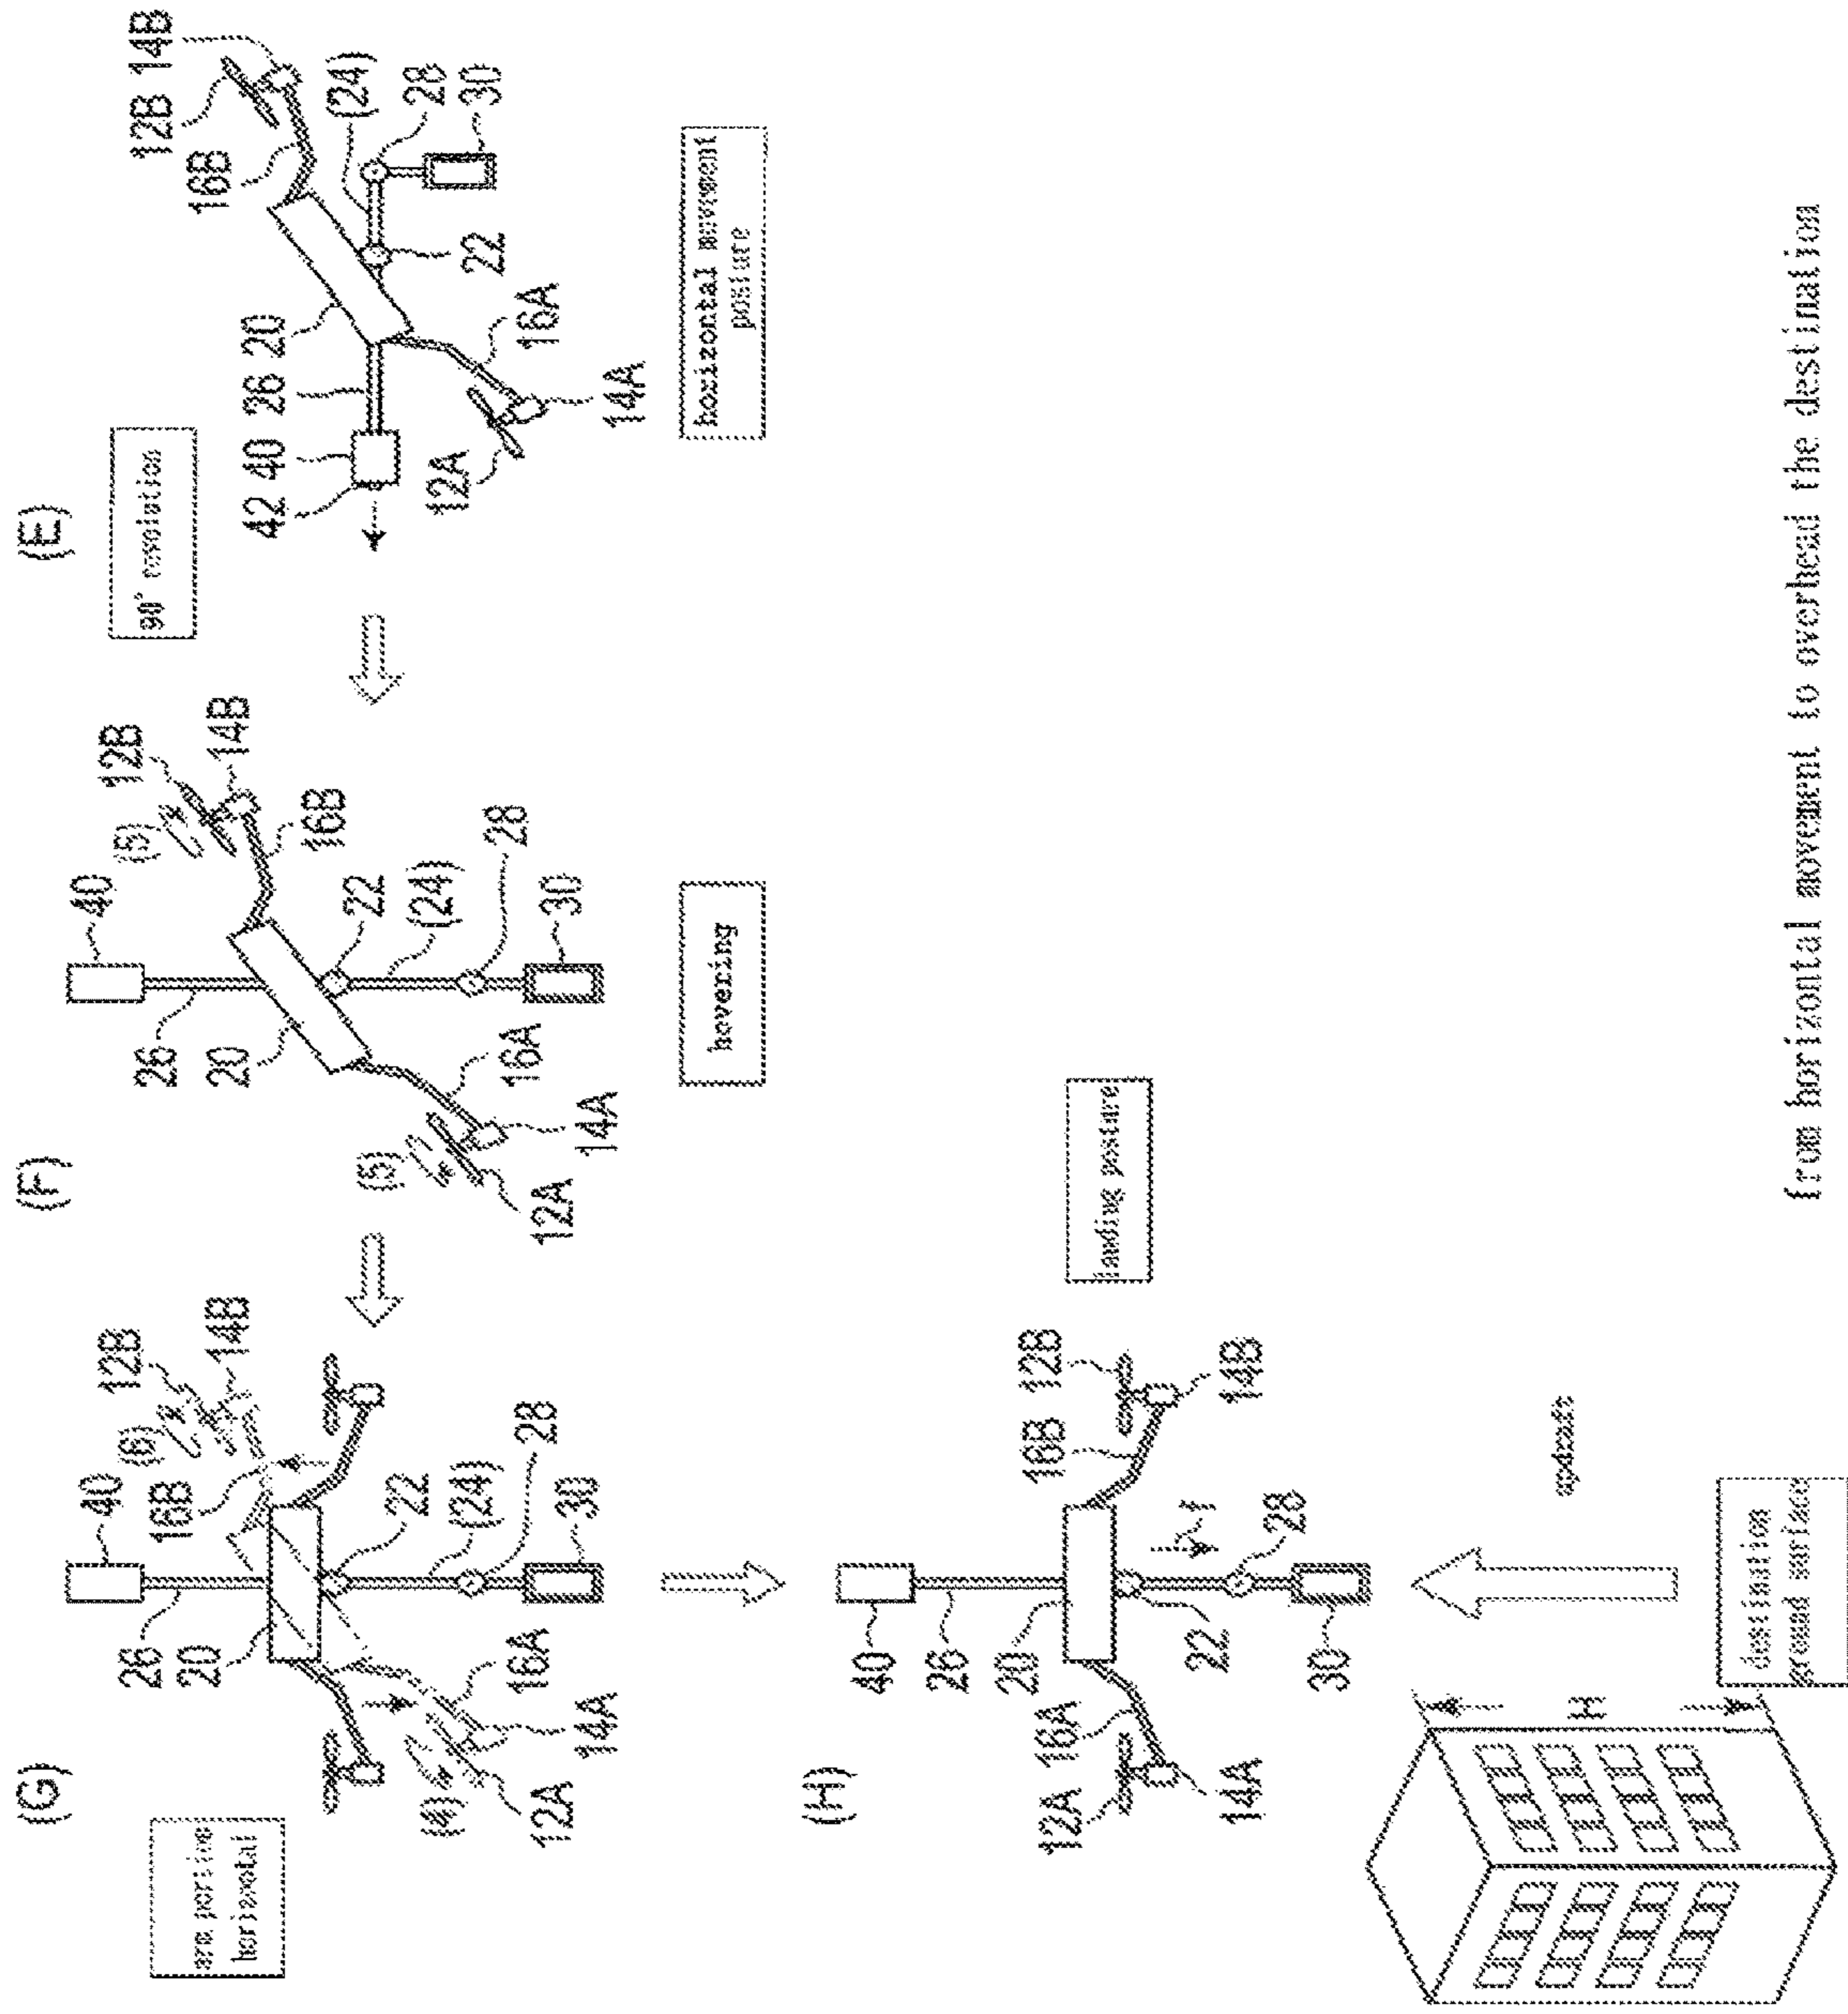 (G)
(F)
(E)
arm portion
horizontal
90° revolution
40
26
20
16B
(6)
12B
14B
22
(24)
28
30
16A
14A
(4)
12A
40
26
20
(5)
12B
14B
16B
22
(24)
28
30
16A
14A
(5)
12A
hovering
42
40
26
20
16B
12B
14B
(24)
28
30
22
16A
14A
12A
horizontal movement
posture
(H)
40
26
20
16A
12A
14A
16B
12B
14B
f
28
22
30
landing posture
H
destination
ground surface
updraft
from horizontal movement to overhead the destination